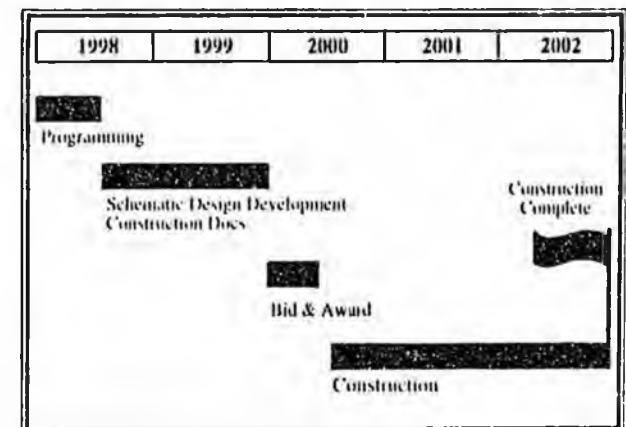 1998 1999 2000 2001 2002
Programming
Schematic Design Development
Construction Docs
Construction
Complete
Bid & Award
Construction